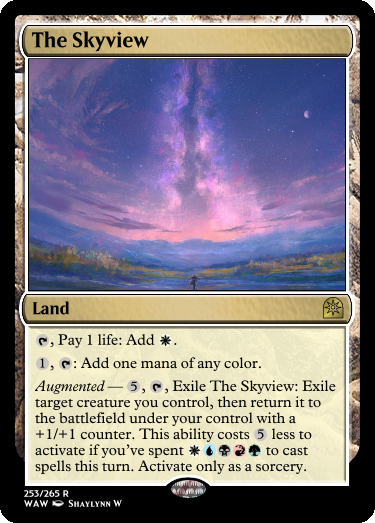 The Skyview
Land
, Pay 1 life: Add .
1, : Add one mana of any color.
Augmented — 5, , Exile The Skyview: Exile
target creature you control, then return it to
the battlefield under your control with a
+1/+1 counter. This ability costs 5 less to
activate if you've spent to
cast spells this turn. Activate only as a sorcery.
253/265 R
WAW Shaylynn W